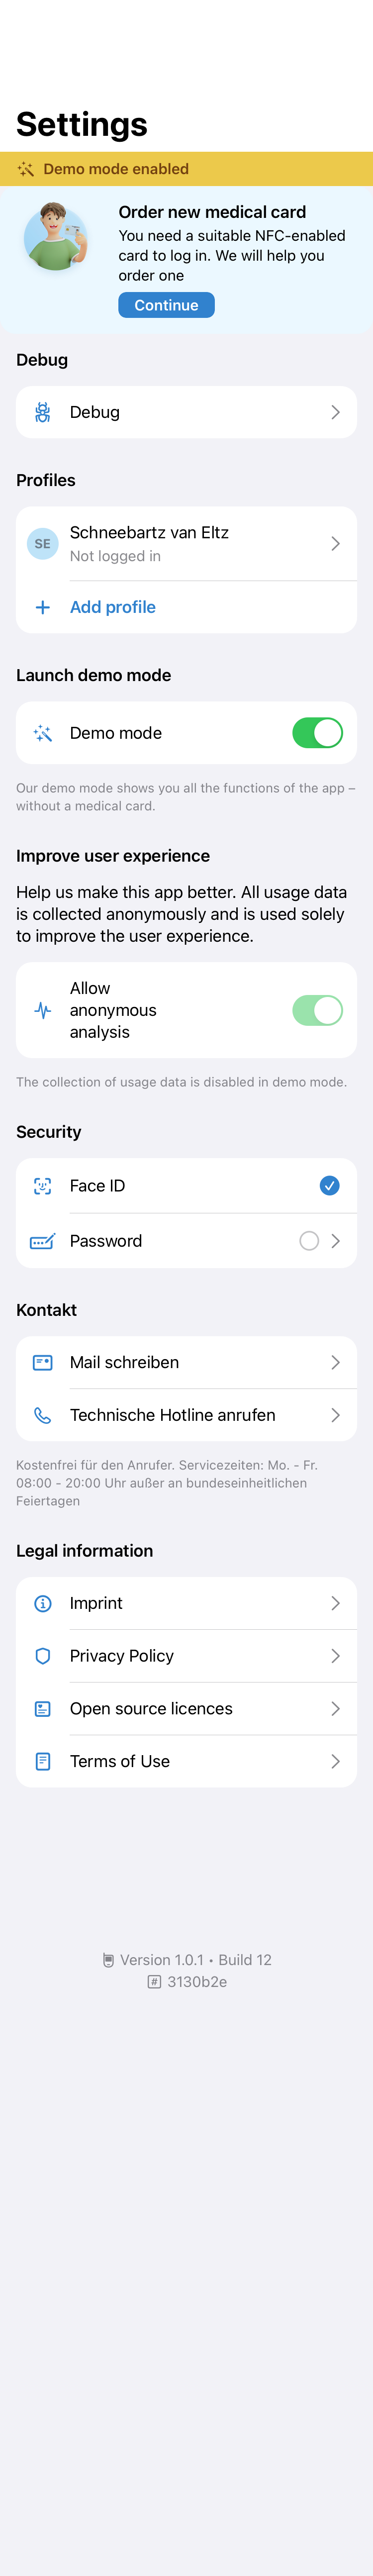 Settings
Demo mode enabled
Order new medical card
You need a suitable NFC-enabled
card to log in. We will help you
order one
Continue
Debug
Debug
Profiles
SE
Schneebartz van Eltz
Not logged in
Add profile
Launch demo mode
Demo mode
Our demo mode shows you all the functions of the app –
without a medical card.
Improve user experience
Help us make this app better. All usage data
is collected anonymously and is used solely
to improve the user experience.
Allow
anonymous
analysis
The collection of usage data is disabled in demo mode.
Security
Face ID
Password
Kontakt
Mail schreiben
Technische Hotline anrufen
Kostenfrei für den Anrufer. Servicezeiten: Mo. - Fr.
08:00 - 20:00 Uhr außer an bundeseinheitlichen
Feiertagen
Legal information
Imprint
Privacy Policy
Open source licences
Terms of Use
Version 1.0.1 • Build 12
# 3130b2e